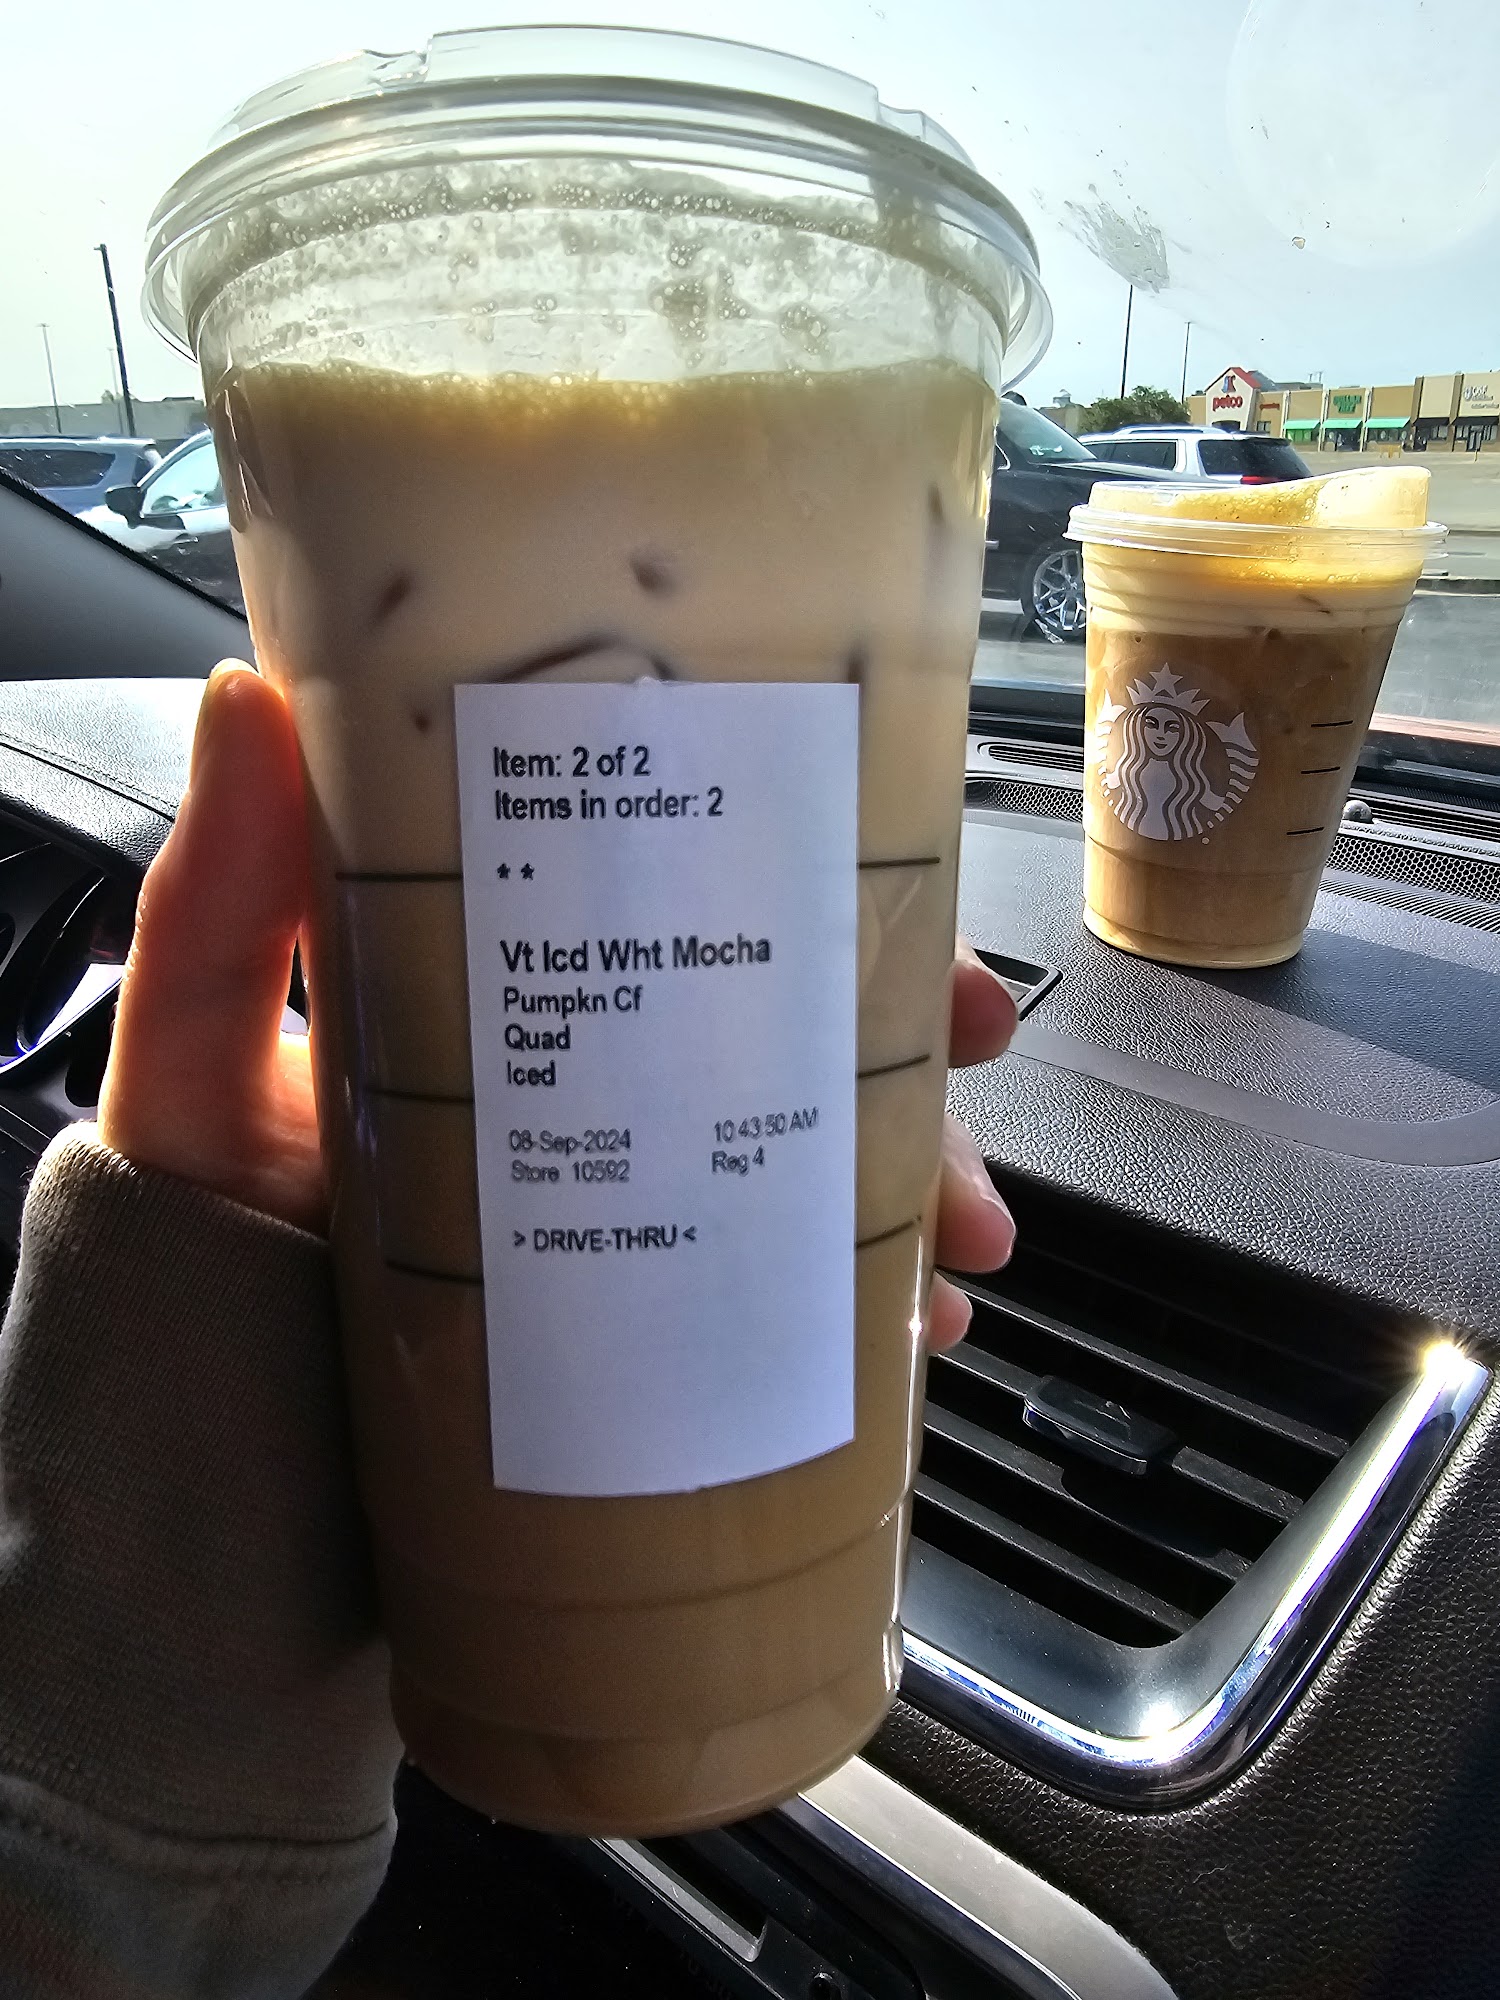 petco
Item: 2 of 2
Items in order: 2
* *
Vt Icd Wht Mocha
Pumpkn Cf
Quad
Iced
08-Sep-2024 10:43:50 AM
Store 10592 Reg 4
> DRIVE-THRU <